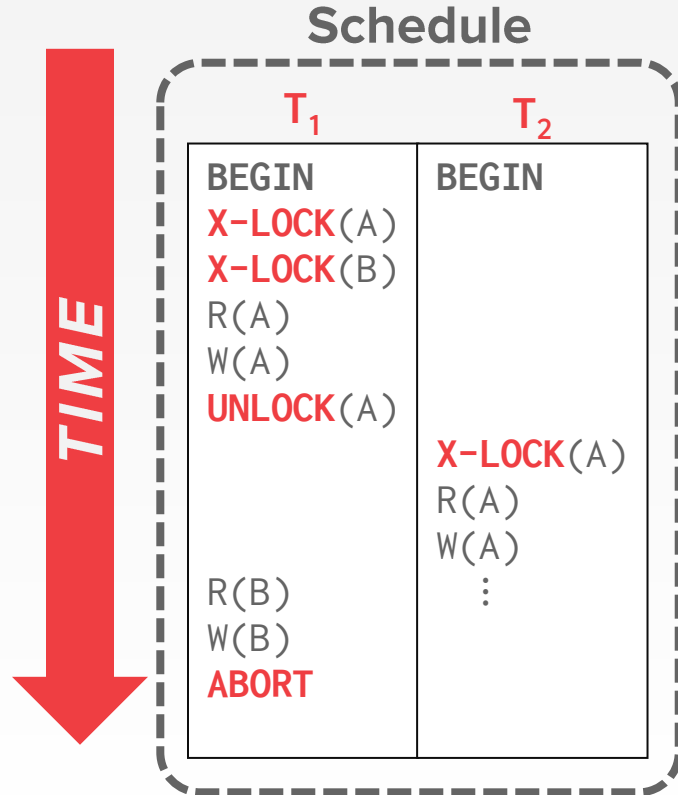 Schedule
TIME
T₁ T₂
BEGIN BEGIN
X-LOCK(A)
X-LOCK(B)
R(A)
W(A)
UNLOCK(A)
X-LOCK(A)
R(A)
W(A)
R(B) ⋮
W(B)
ABORT